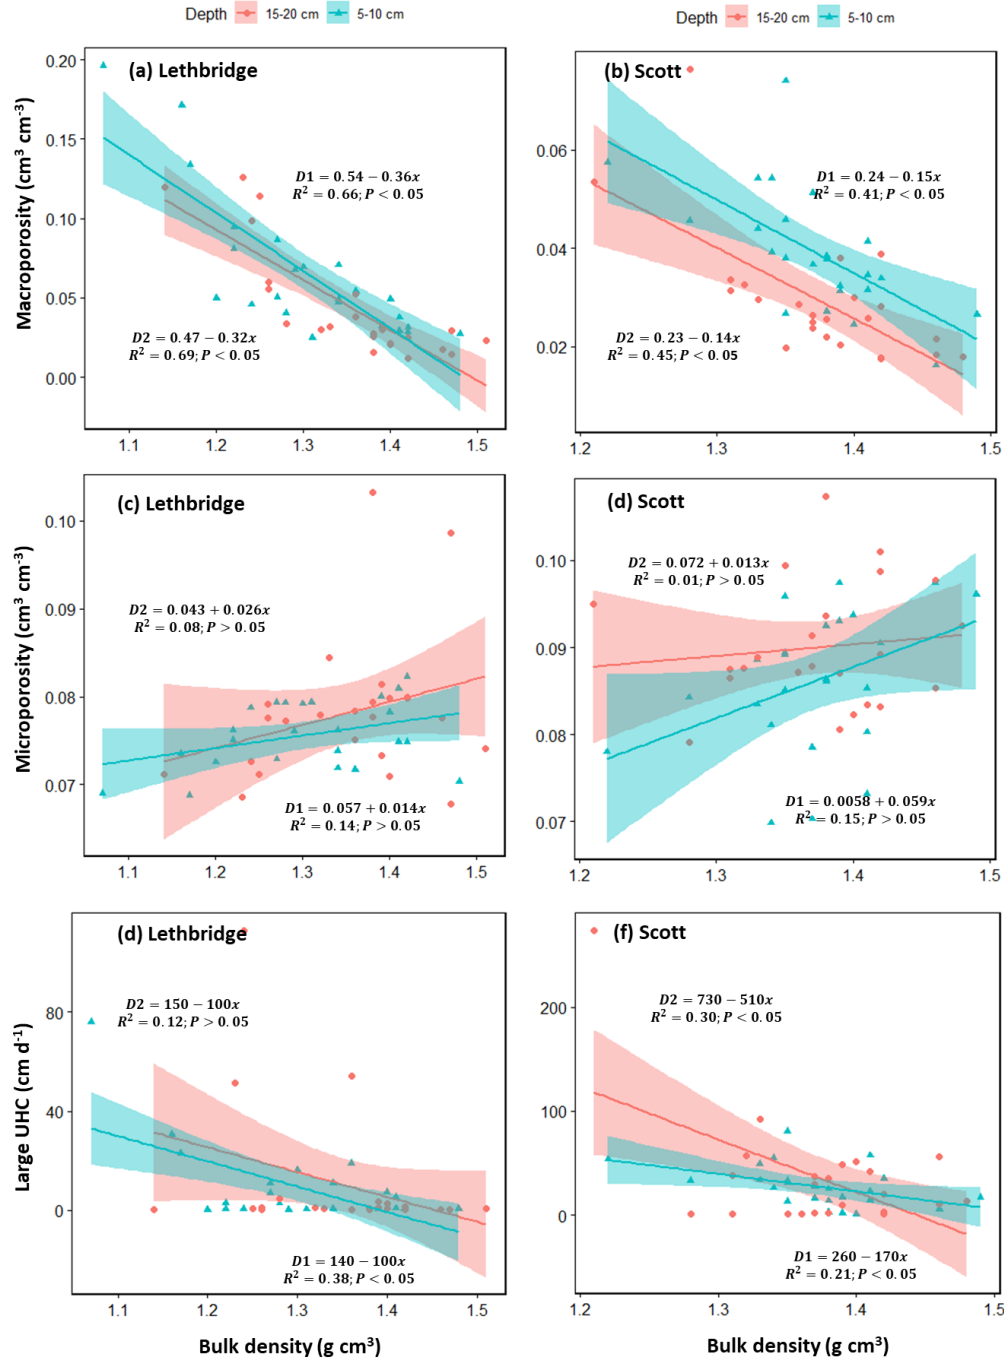 Depth 15-20 cm 5-10 cm
Depth 15-20 cm 5-10 cm
(a) Lethbridge
Macroporosity (cm³ cm⁻³)
0.20
0.15
0.10
0.05
0.00
D1 = 0.54 − 0.36x
R² = 0.66; P < 0.05
D2 = 0.47 − 0.32x
R² = 0.69; P < 0.05
1.1 1.2 1.3 1.4 1.5
(b) Scott
0.06
0.04
0.02
D1 = 0.24 − 0.15x
R² = 0.41; P < 0.05
D2 = 0.23 − 0.14x
R² = 0.45; P < 0.05
1.2 1.3 1.4 1.5
(c) Lethbridge
Microporosity (cm³ cm⁻³)
0.10
0.09
0.08
0.07
D2 = 0.043 + 0.026x
R² = 0.08; P > 0.05
D1 = 0.057 + 0.014x
R² = 0.14; P > 0.05
1.1 1.2 1.3 1.4 1.5
(d) Scott
0.10
0.09
0.08
0.07
D2 = 0.072 + 0.013x
R² = 0.01; P > 0.05
D1 = 0.0058 + 0.059x
R² = 0.15; P > 0.05
1.2 1.3 1.4 1.5
(d) Lethbridge
Large UHC (cm d⁻¹)
80
40
0
D2 = 150 − 100x
R² = 0.12; P > 0.05
D1 = 140 − 100x
R² = 0.38; P < 0.05
1.1 1.2 1.3 1.4 1.5
Bulk density (g cm³)
(f) Scott
200
100
0
D2 = 730 − 510x
R² = 0.30; P < 0.05
D1 = 260 − 170x
R² = 0.21; P < 0.05
1.2 1.3 1.4 1.5
Bulk density (g cm³)